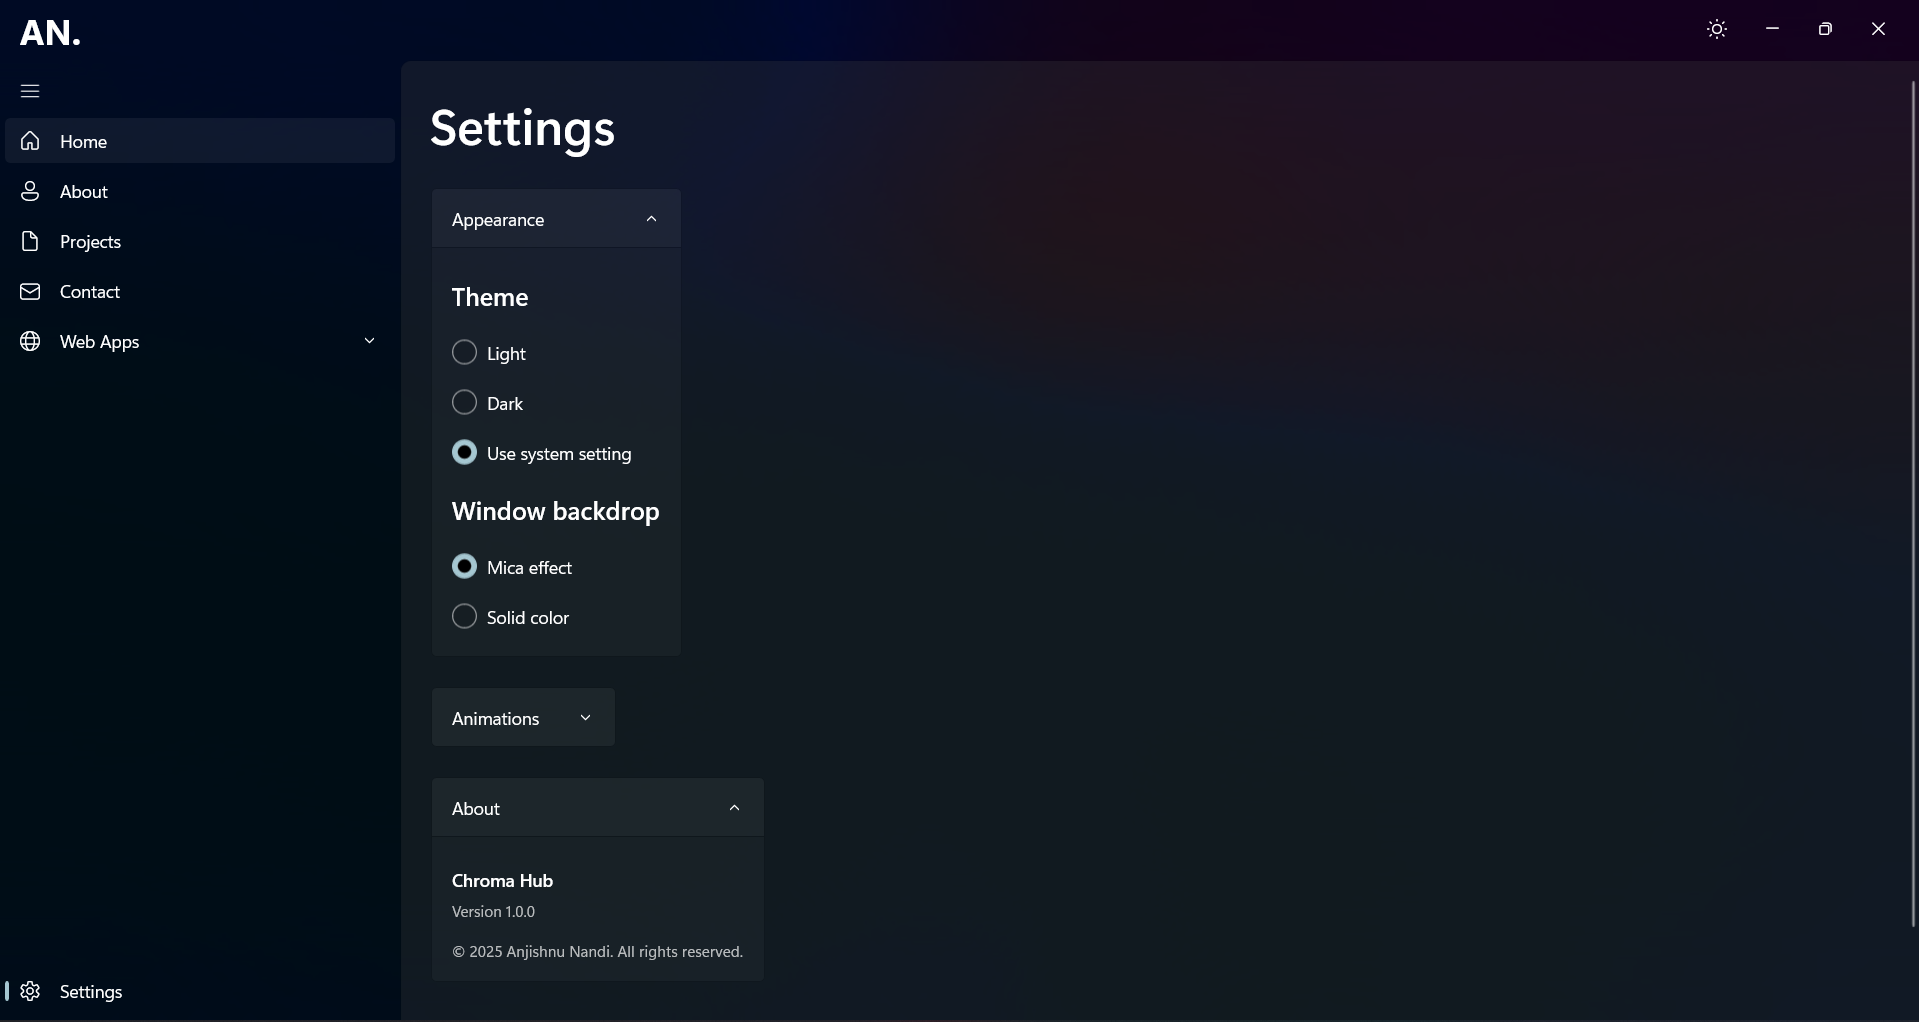 AN.
Home
About
Projects
Contact
Web Apps
Settings
Settings
Appearance
Theme
Light
Dark
Use system setting
Window backdrop
Mica effect
Solid color
Animations
About
Chroma Hub
Version 1.0.0
© 2025 Anjishnu Nandi. All rights reserved.